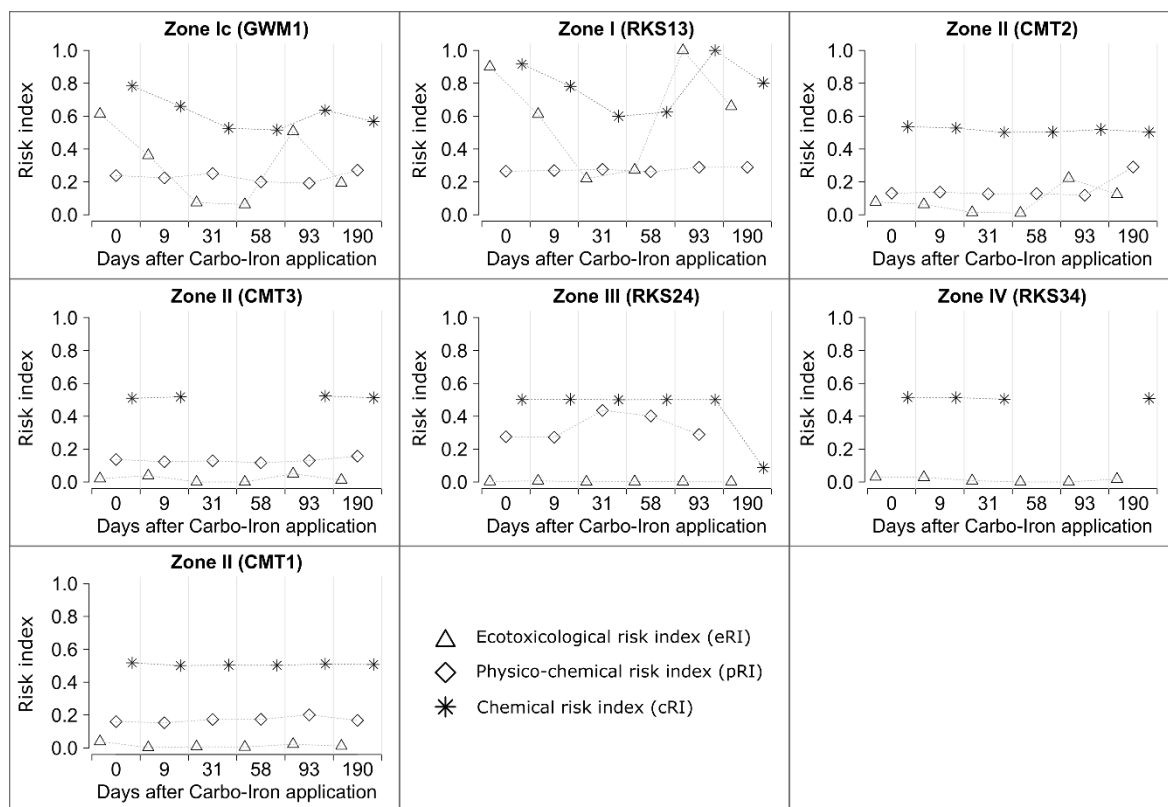 Zone Ic (GWM1)
Risk index
1.0
0.8
0.6
0.4
0.2
0.0
0 9 31 58 93 190
Days after Carbo-Iron application
Zone I (RKS13)
Risk index
1.0
0.8
0.6
0.4
0.2
0.0
0 9 31 58 93 190
Days after Carbo-Iron application
Zone II (CMT2)
Risk index
1.0
0.8
0.6
0.4
0.2
0.0
0 9 31 58 93 190
Days after Carbo-Iron application
Zone II (CMT3)
Risk index
1.0
0.8
0.6
0.4
0.2
0.0
0 9 31 58 93 190
Days after Carbo-Iron application
Zone III (RKS24)
Risk index
1.0
0.8
0.6
0.4
0.2
0.0
0 9 31 58 93 190
Days after Carbo-Iron application
Zone IV (RKS34)
Risk index
1.0
0.8
0.6
0.4
0.2
0.0
0 9 31 58 93 190
Days after Carbo-Iron application
Zone II (CMT1)
Risk index
1.0
0.8
0.6
0.4
0.2
0.0
0 9 31 58 93 190
Days after Carbo-Iron application
Ecotoxicological risk index (eRI)
Physico-chemical risk index (pRI)
Chemical risk index (cRI)